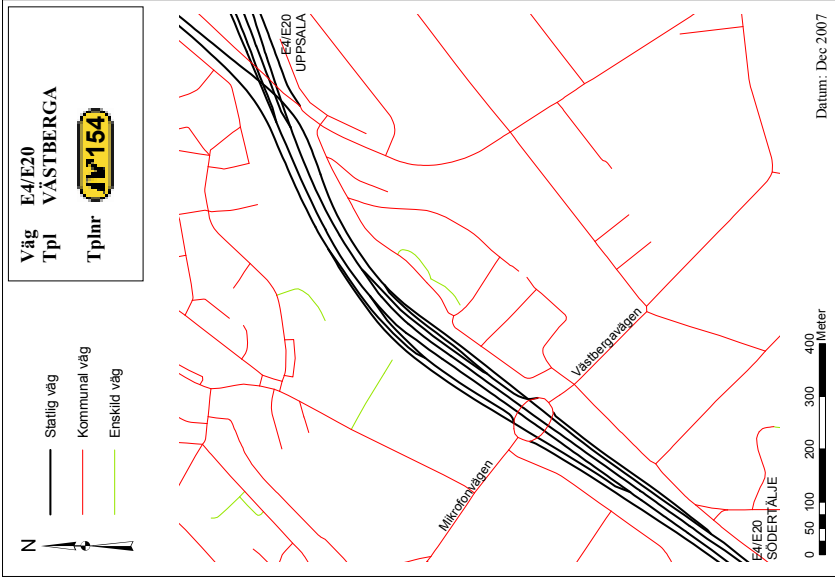 Väg E4/E20
Tpl VÄSTBERGA
Tplnr 154
N
Statlig väg
Kommunal väg
Enskild väg
E4/E20
UPPSALA
Mikrofonvägen
Västbergavägen
E4/E20
SÖDERTÄLJE
0 50 100 200 300 400
Meter
Datum: Dec 2007